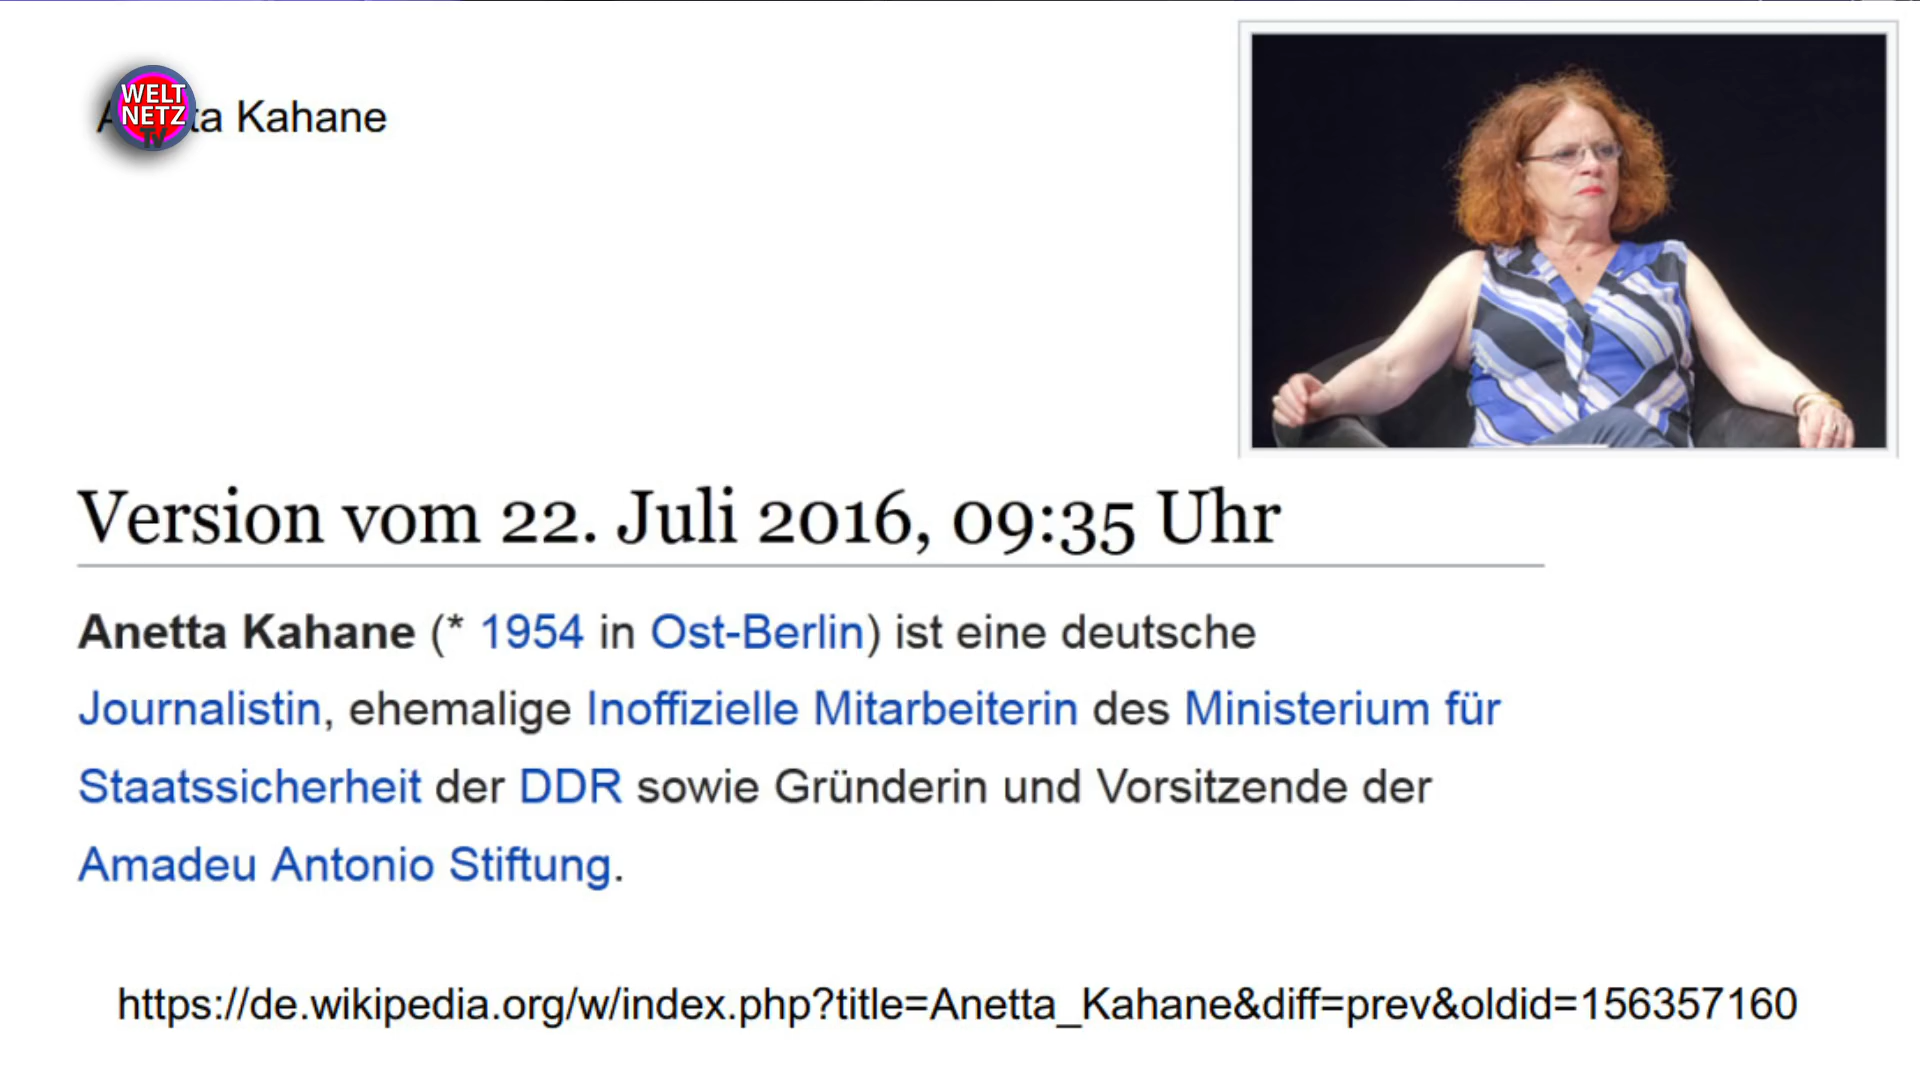 WELT
NETZ
TV
Anetta Kahane
Version vom 22. Juli 2016, 09:35 Uhr
Anetta Kahane (* 1954 in Ost-Berlin) ist eine deutsche
Journalistin, ehemalige Inoffizielle Mitarbeiterin des Ministerium für
Staatssicherheit der DDR sowie Gründerin und Vorsitzende der
Amadeu Antonio Stiftung.
https://de.wikipedia.org/w/index.php?title=Anetta_Kahane&diff=prev&oldid=156357160